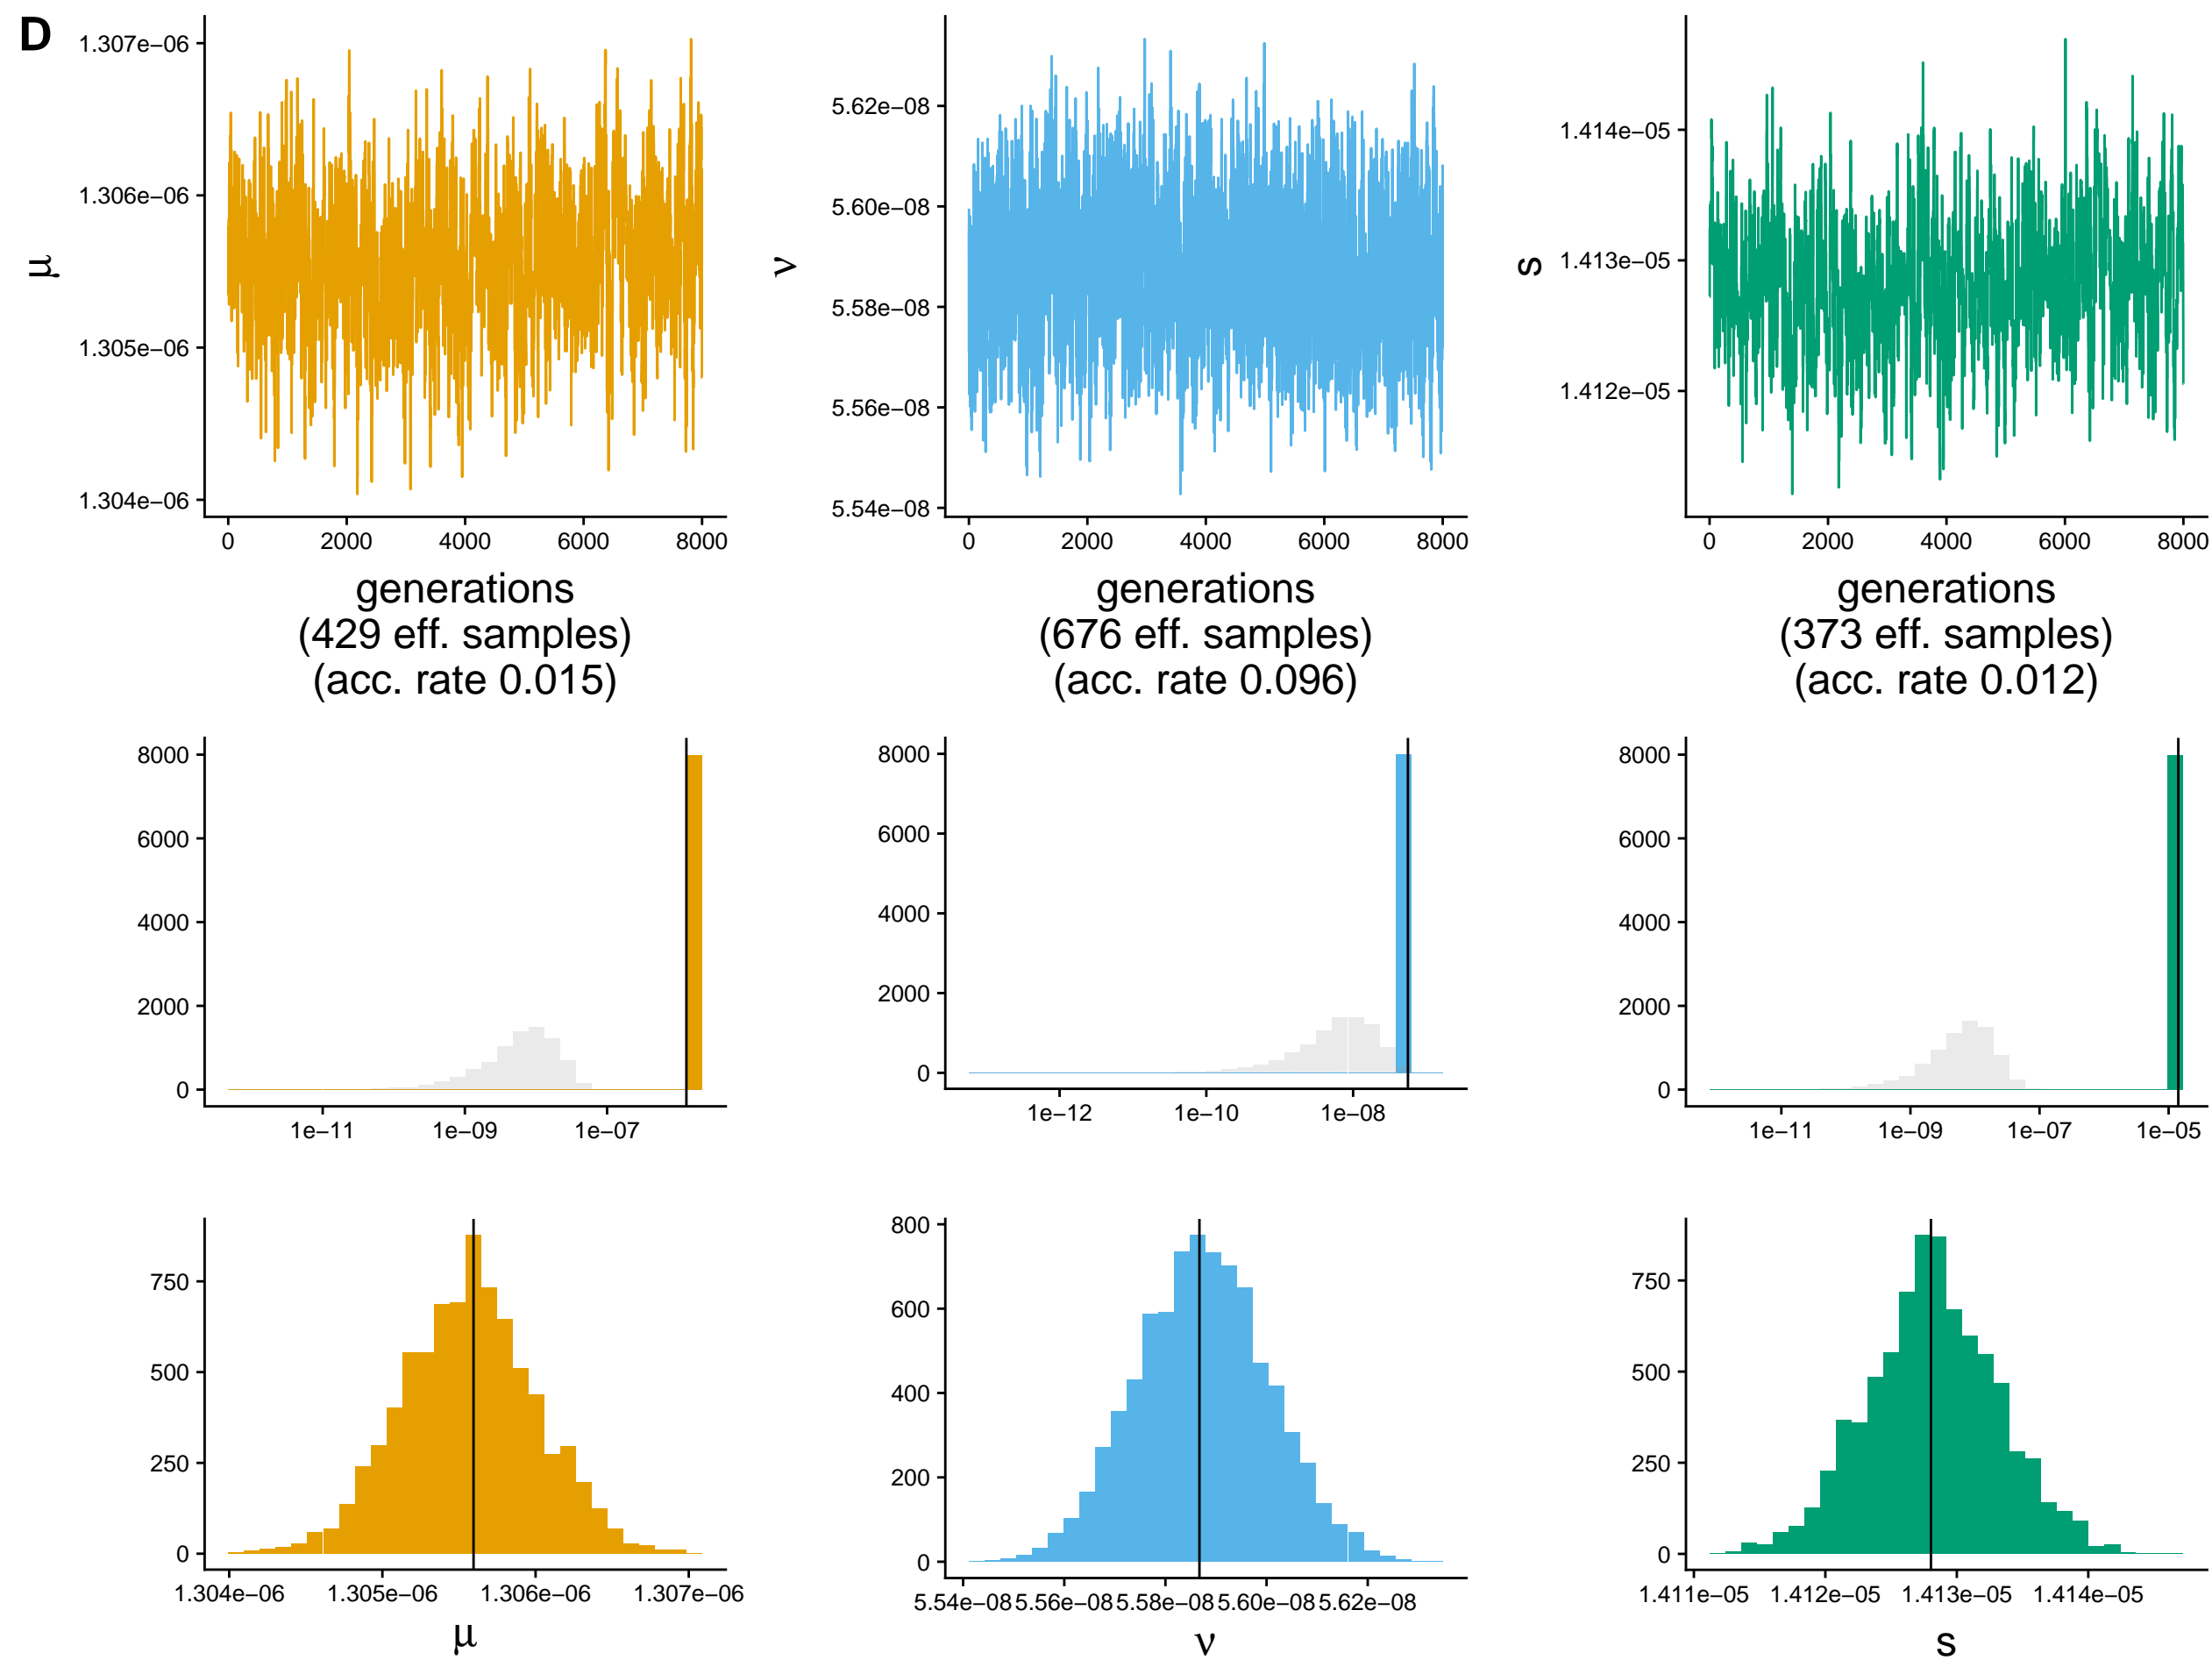 D
1.307e−06
1.306e−06
1.305e−06
1.304e−06
μ
0 2000 4000 6000 8000
generations
(429 eff. samples)
(acc. rate 0.015)
5.62e−08
5.60e−08
5.58e−08
5.56e−08
5.54e−08
ν
0 2000 4000 6000 8000
generations
(676 eff. samples)
(acc. rate 0.096)
1.414e−05
1.413e−05
1.412e−05
s
0 2000 4000 6000 8000
generations
(373 eff. samples)
(acc. rate 0.012)
8000
6000
4000
2000
0
1e−11 1e−09 1e−07
8000
6000
4000
2000
0
1e−12 1e−10 1e−08
8000
6000
4000
2000
0
1e−11 1e−09 1e−07 1e−05
750
500
250
0
1.304e−06 1.305e−06 1.306e−06 1.307e−06
μ
800
600
400
200
0
5.54e−08 5.56e−08 5.58e−08 5.60e−08 5.62e−08
ν
750
500
250
0
1.411e−05 1.412e−05 1.413e−05 1.414e−05
s